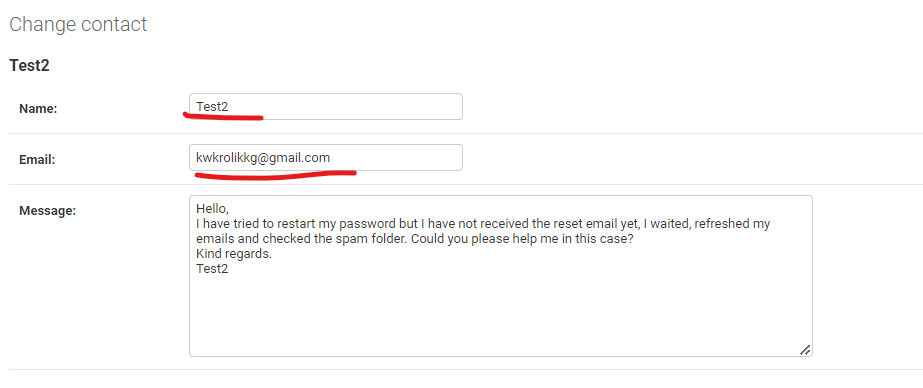 Change contact
Test2
Name:
Test2
Email:
kwkrolikkg@gmail.com
Message:
Hello,
I have tried to restart my password but I have not received the reset email yet, I waited, refreshed my
emails and checked the spam folder. Could you please help me in this case?
Kind regards.
Test2